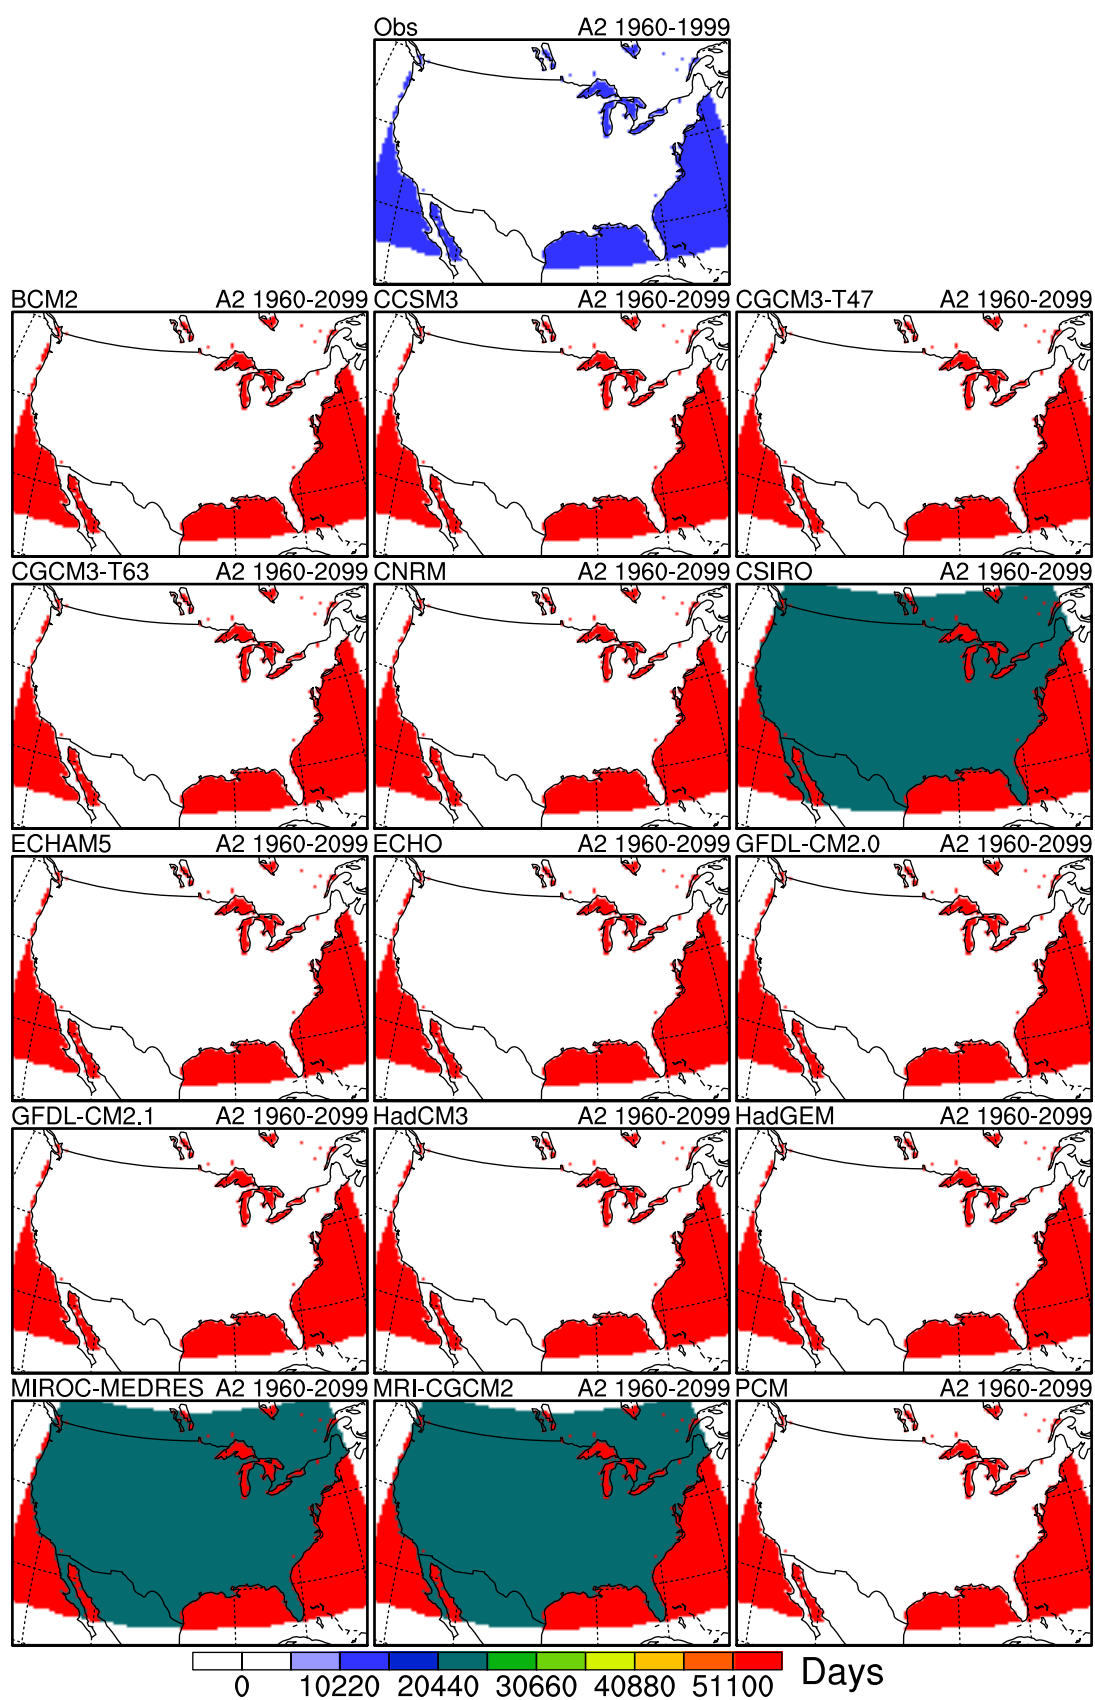 Obs A2 1960-1999
BCM2 A2 1960-2099 CCSM3 A2 1960-2099 CGCM3-T47 A2 1960-2099
CGCM3-T63 A2 1960-2099 CNRM A2 1960-2099 CSIRO A2 1960-2099
ECHAM5 A2 1960-2099 ECHO A2 1960-2099 GFDL-CM2.0 A2 1960-2099
GFDL-CM2.1 A2 1960-2099 HadCM3 A2 1960-2099 HadGEM A2 1960-2099
MIROC-MEDRES A2 1960-2099 MRI-CGCM2 A2 1960-2099 PCM A2 1960-2099
0 10220 20440 30660 40880 51100 Days